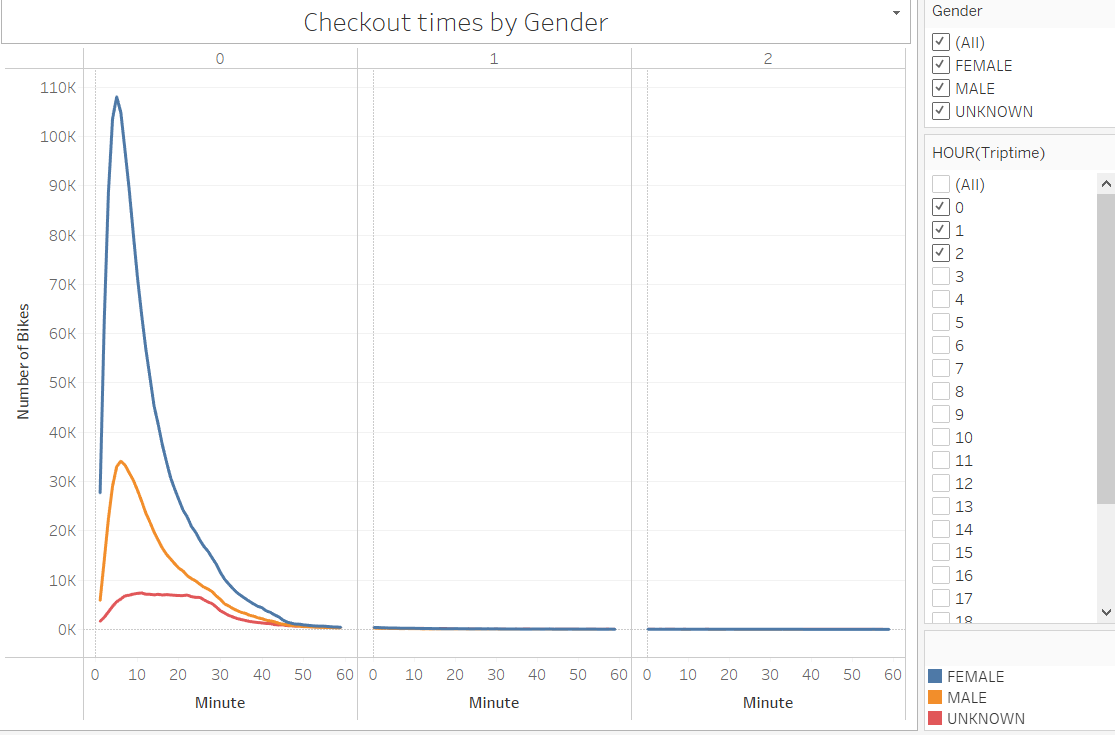 Checkout times by Gender
0 1 2
110K
100K
90K
80K
70K
60K
50K
40K
30K
20K
10K
0K
Number of Bikes
0 10 20 30 40 50 60 0 10 20 30 40 50 60 0 10 20 30 40 50 60
Minute Minute Minute
Gender
(All)
FEMALE
MALE
UNKNOWN
HOUR(Triptime)
(All)
0
1
2
3
4
5
6
7
8
9
10
11
12
13
14
15
16
17
18
FEMALE
MALE
UNKNOWN